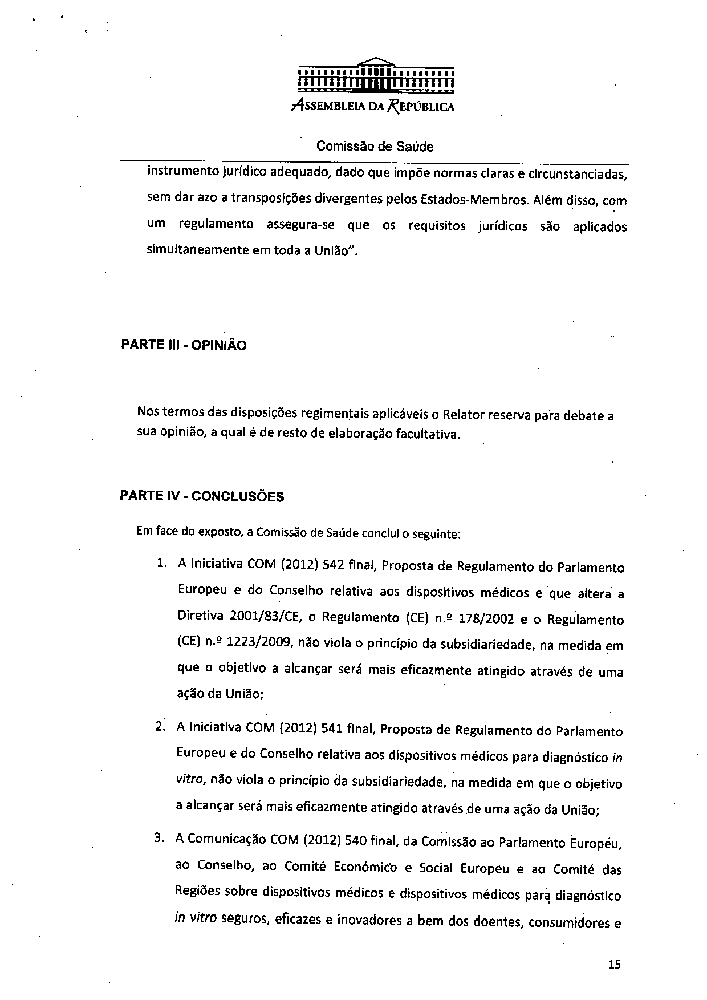 ASSEMBLEIA DA REPÚBLICA
Comissão de Saúde
instrumento jurídico adequado, dado que impõe normas claras e circunstanciadas,
sem dar azo a transposições divergentes pelos Estados-Membros. Além disso, com
um regulamento assegura-se que os requisitos jurídicos são aplicados
simultaneamente em toda a União".
PARTE III - OPINIÃO
Nos termos das disposições regimentais aplicáveis o Relator reserva para debate a
sua opinião, a qual é de resto de elaboração facultativa.
PARTE IV - CONCLUSÕES
Em face do exposto, a Comissão de Saúde conclui o seguinte:
1. A Iniciativa COM (2012) 542 final, Proposta de Regulamento do Parlamento
Europeu e do Conselho relativa aos dispositivos médicos e que altera a
Diretiva 2001/83/CE, o Regulamento (CE) n.º 178/2002 e o Regulamento
(CE) n.º 1223/2009, não viola o princípio da subsidiariedade, na medida em
que o objetivo a alcançar será mais eficazmente atingido através de uma
ação da União;
2. A Iniciativa COM (2012) 541 final, Proposta de Regulamento do Parlamento
Europeu e do Conselho relativa aos dispositivos médicos para diagnóstico in
vitro, não viola o princípio da subsidiariedade, na medida em que o objetivo
a alcançar será mais eficazmente atingido através de uma ação da União;
3. A Comunicação COM (2012) 540 final, da Comissão ao Parlamento Europeu,
ao Conselho, ao Comité Económico e Social Europeu e ao Comité das
Regiões sobre dispositivos médicos e dispositivos médicos para diagnóstico
in vitro seguros, eficazes e inovadores a bem dos doentes, consumidores e
15